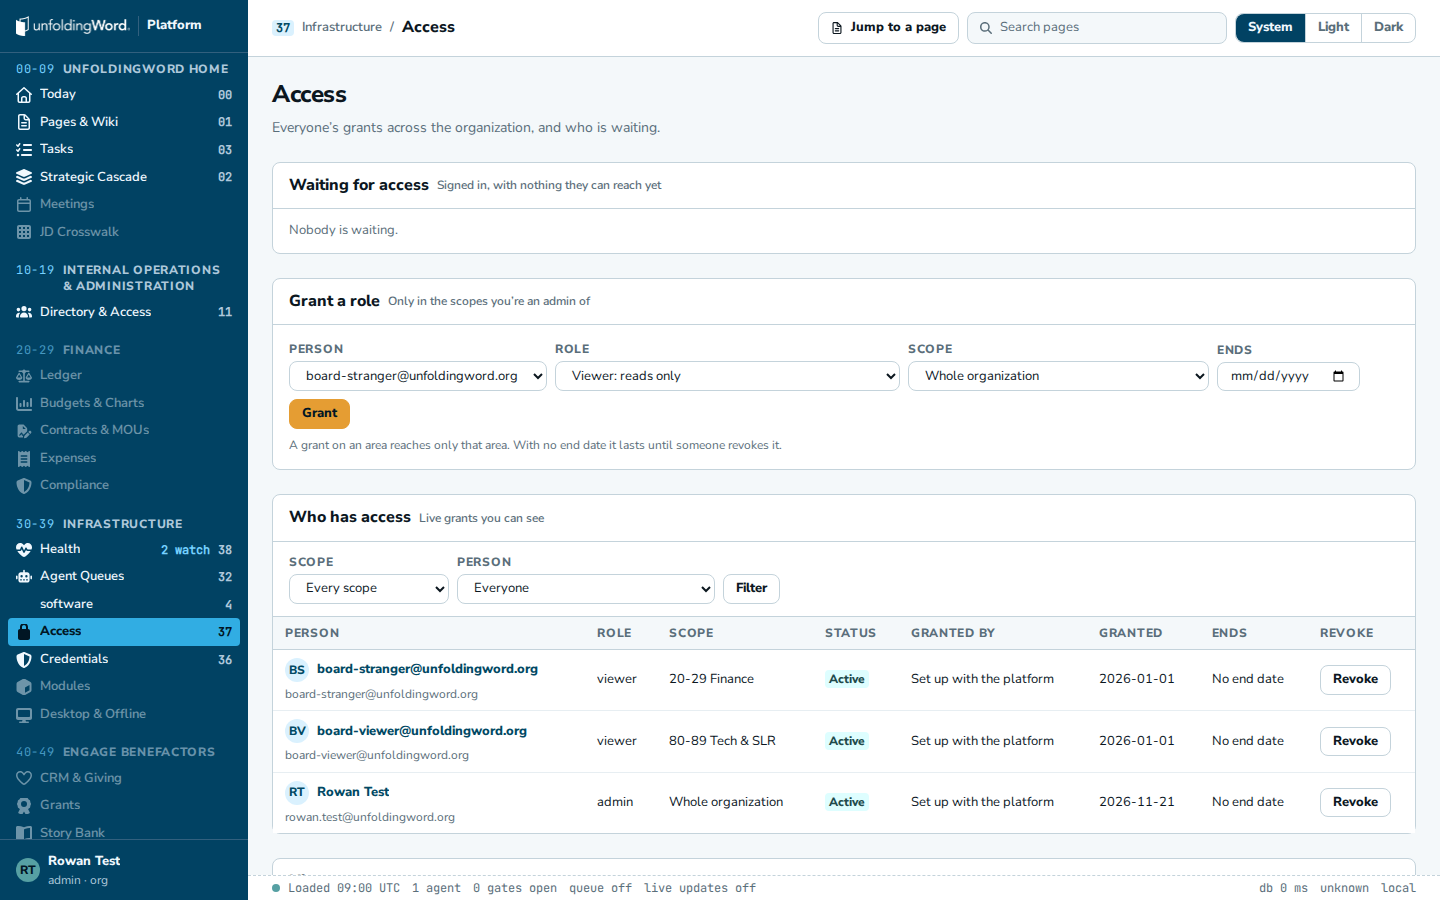 unfoldingWord. Platform
00-09 UNFOLDINGWORD HOME
Today 00
Pages & Wiki 01
Tasks 03
Strategic Cascade 02
Meetings
JD Crosswalk
10-19 INTERNAL OPERATIONS
& ADMINISTRATION
Directory & Access 11
20-29 FINANCE
Ledger
Budgets & Charts
Contracts & MOUs
Expenses
Compliance
30-39 INFRASTRUCTURE
Health 2 watch 38
Agent Queues 32
software 4
Access 37
Credentials 36
Modules
Desktop & Offline
40-49 ENGAGE BENEFACTORS
CRM & Giving
Grants
Story Bank
RT Rowan Test
admin · org
37 Infrastructure / Access
Jump to a page
Search pages
System Light Dark
Access
Everyone's grants across the organization, and who is waiting.
Waiting for access Signed in, with nothing they can reach yet
Nobody is waiting.
Grant a role Only in the scopes you're an admin of
PERSON ROLE SCOPE ENDS
board-stranger@unfoldingword.org Viewer: reads only Whole organization mm/dd/yyyy
Grant
A grant on an area reaches only that area. With no end date it lasts until someone revokes it.
Who has access Live grants you can see
SCOPE PERSON
Every scope Everyone Filter
PERSON ROLE SCOPE STATUS GRANTED BY GRANTED ENDS REVOKE
BS board-stranger@unfoldingword.org
board-stranger@unfoldingword.org viewer 20-29 Finance Active Set up with the platform 2026-01-01 No end date Revoke
BV board-viewer@unfoldingword.org
board-viewer@unfoldingword.org viewer 80-89 Tech & SLR Active Set up with the platform 2026-01-01 No end date Revoke
RT Rowan Test
rowan.test@unfoldingword.org admin Whole organization Active Set up with the platform 2026-11-21 No end date Revoke
Loaded 09:00 UTC 1 agent 0 gates open queue off live updates off
db 0 ms unknown local